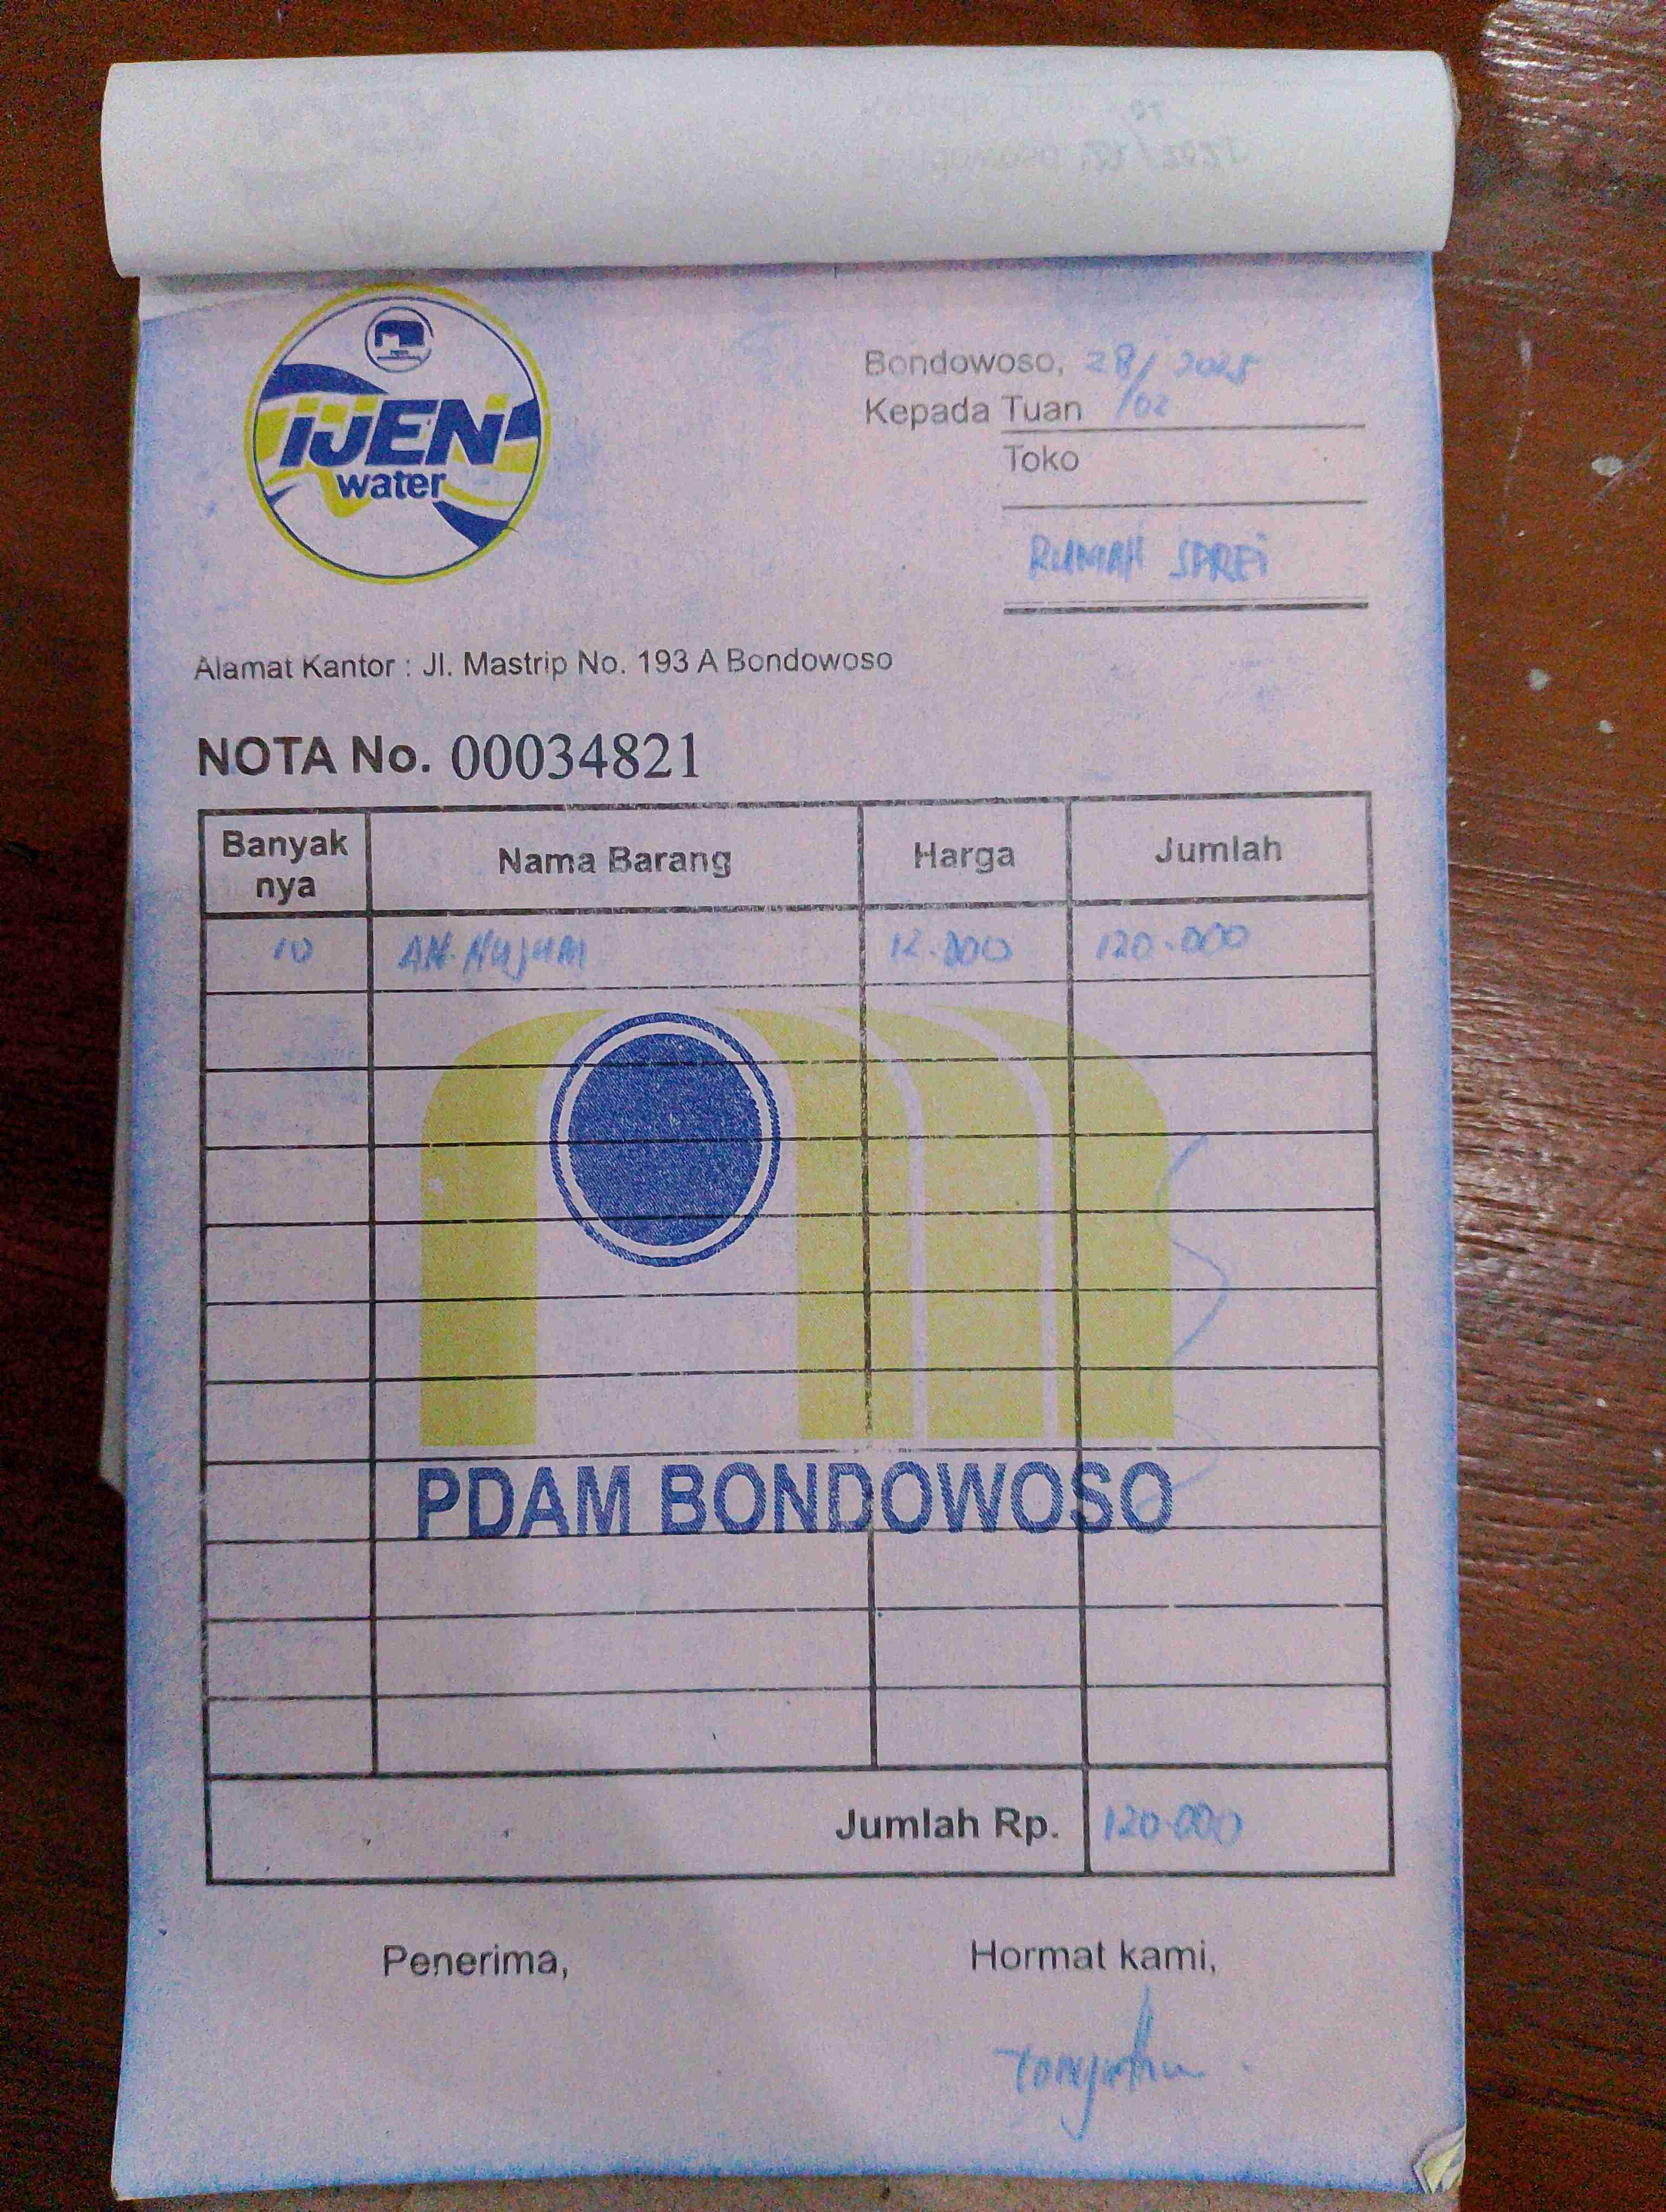 IJEN
water
Bondowoso, 28/02 2025
Kepada Tuan
Toko
RUMAH SPREI
Alamat Kantor : Jl. Mastrip No. 193 A Bondowoso
NOTA No. 00034821
Banyak nya Nama Barang Harga Jumlah
10 AN-Nujum 12.000 120.000
PDAM BONDOWOSO
Jumlah Rp. 120.000
Penerima, Hormat kami,